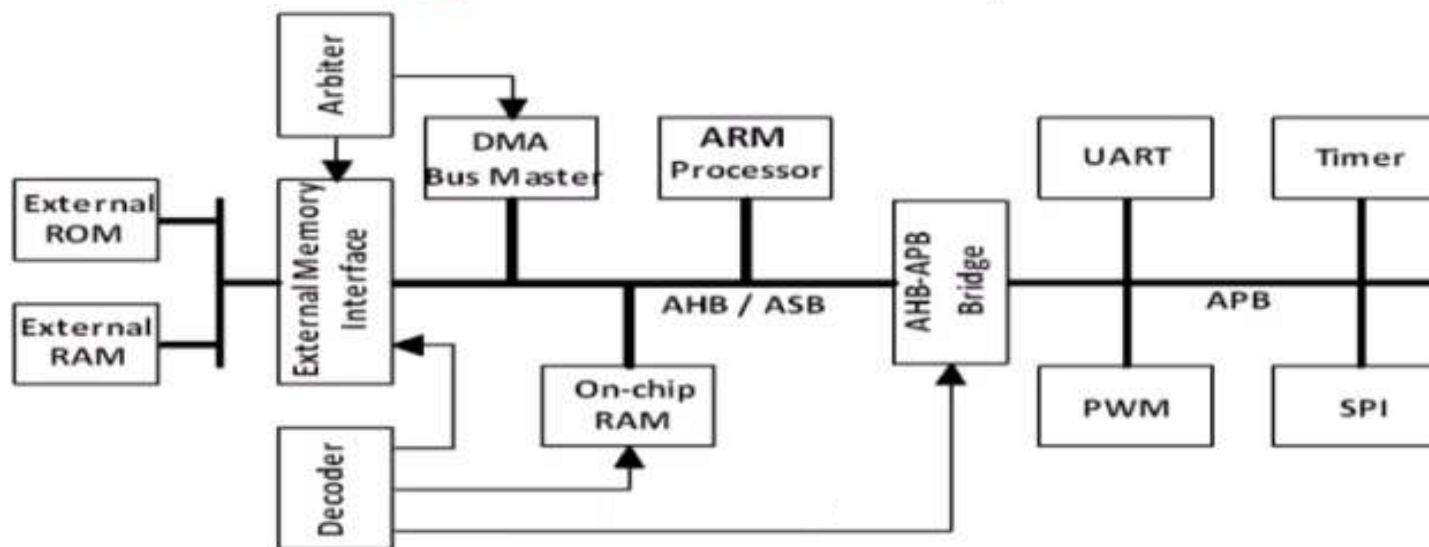 Arbiter
DMA
Bus Master
ARM
Processor
UART
Timer
External
ROM
External Memory
Interface
AHB-APB
Bridge
External
RAM
AHB / ASB
APB
On-chip
RAM
PWM
SPI
Decoder